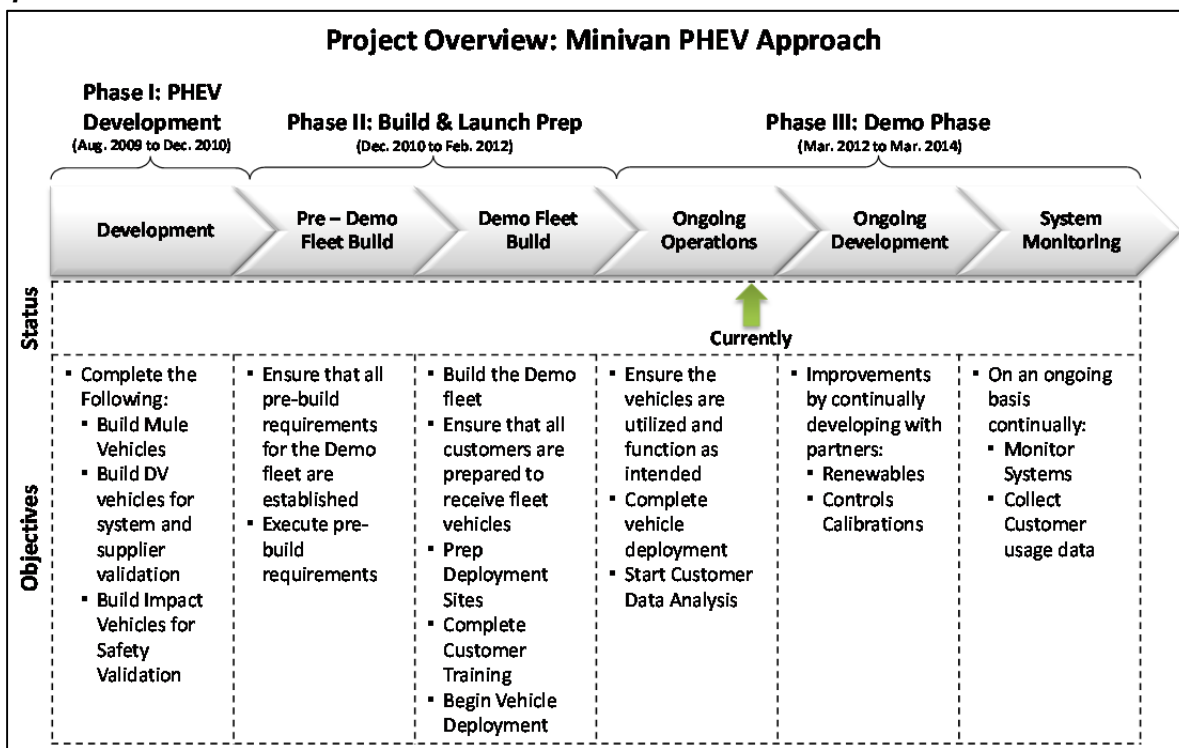 Project Overview: Minivan PHEV Approach
Phase I: PHEV
Development
(Aug. 2009 to Dec. 2010)
Phase II: Build & Launch Prep
(Dec. 2010 to Feb. 2012)
Phase III: Demo Phase
(Mar. 2012 to Mar. 2014)
Development
Pre – Demo
Fleet Build
Demo Fleet
Build
Ongoing
Operations
Ongoing
Development
System
Monitoring
Status
Currently
Objectives
▪ Complete the
Following:
▪ Build Mule
Vehicles
▪ Build DV
vehicles for
system and
supplier
validation
▪ Build Impact
Vehicles for
Safety
Validation
▪ Ensure that all
pre-build
requirements
for the Demo
fleet are
established
▪ Execute pre-
build
requirements
▪ Build the Demo
fleet
▪ Ensure that all
customers are
prepared to
receive fleet
vehicles
▪ Prep
Deployment
Sites
▪ Complete
Customer
Training
▪ Begin Vehicle
Deployment
▪ Ensure the
vehicles are
utilized and
function as
intended
▪ Complete
vehicle
deployment
▪ Start Customer
Data Analysis
▪ Improvements
by continually
developing with
partners:
▪ Renewables
▪ Controls
Calibrations
▪ On an ongoing
basis
continually:
▪ Monitor
Systems
▪ Collect
Customer
usage data